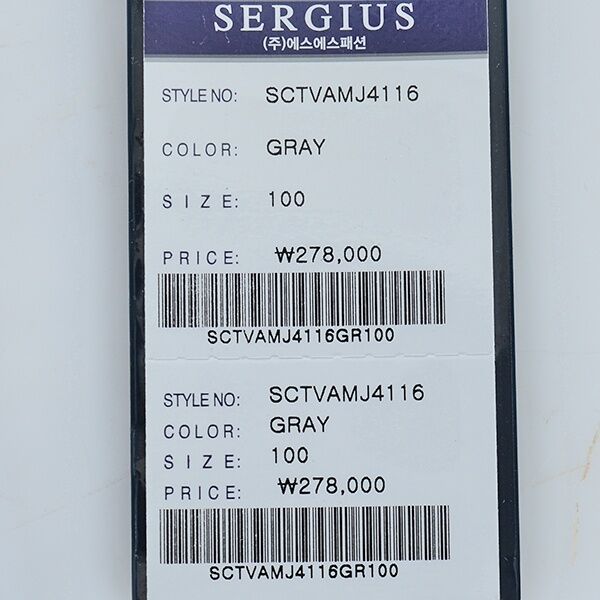 SERGIUS
(주)에스에스패션
STYLE NO: SCTVAMJ4116
COLOR: GRAY
SIZE: 100
PRICE: ₩278,000
SCTVAMJ4116GR100
STYLE NO: SCTVAMJ4116
COLOR: GRAY
SIZE: 100
PRICE: ₩278,000
SCTVAMJ4116GR100